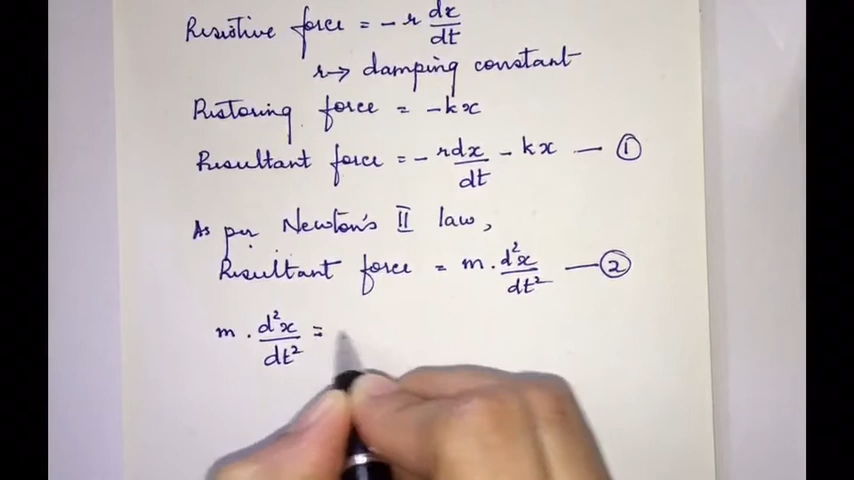 Resistive force = - r dx/dt
r → damping constant
Restoring force = - kx
Resultant force = - rdx/dt - kx — ①
As per Newton's II law,
Resultant force = m . d²x/dt² — ②
m . d²x/dt² =